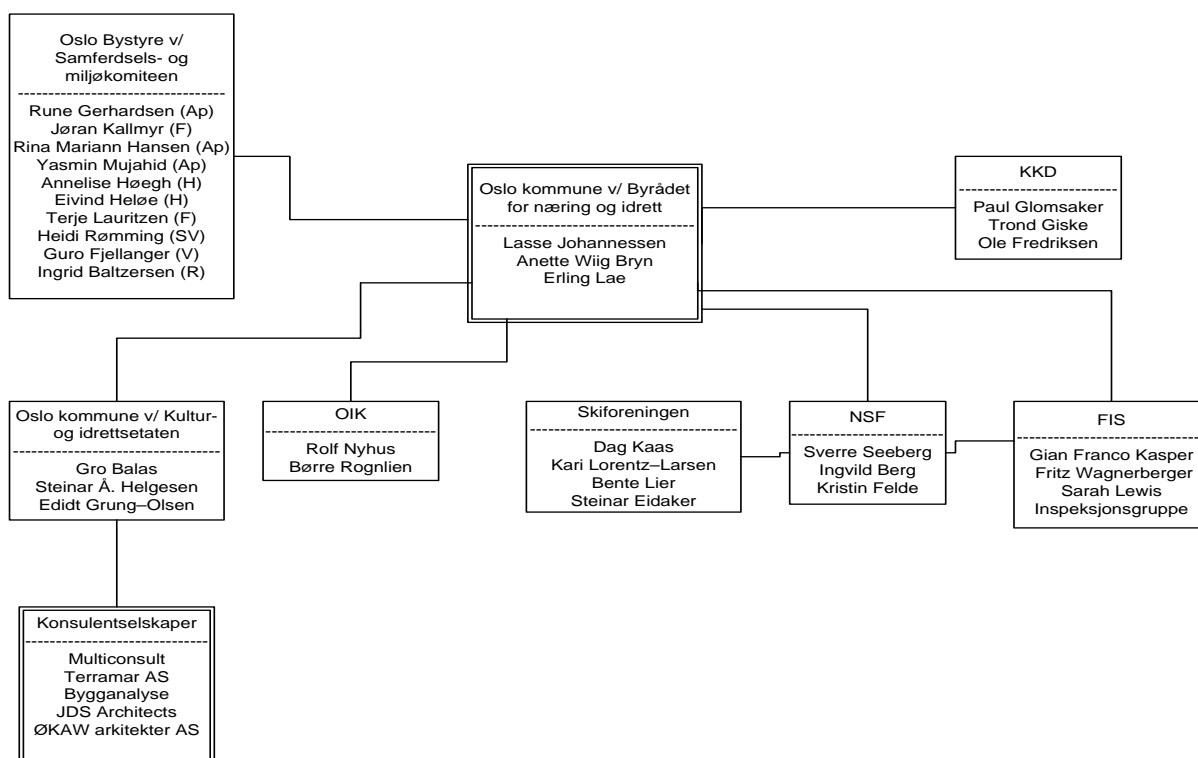 Oslo Bystyre v/
Samferdsels- og
miljøkomiteen
Rune Gerhardsen (Ap)
Jøran Kallmyr (F)
Rina Mariann Hansen (Ap)
Yasmin Mujahid (Ap)
Annelise Høegh (H)
Eivind Heløe (H)
Terje Lauritzen (F)
Heidi Rømming (SV)
Guro Fjellanger (V)
Ingrid Baltzersen (R)
Oslo kommune v/ Byrådet
for næring og idrett
Lasse Johannessen
Anette Wiig Bryn
Erling Lae
KKD
Paul Glomsaker
Trond Giske
Ole Fredriksen
Oslo kommune v/ Kultur-
og idrettsetaten
Gro Balas
Steinar Å. Helgesen
Edidt Grung–Olsen
OIK
Rolf Nyhus
Børre Rognlien
Skiforeningen
Dag Kaas
Kari Lorentz–Larsen
Bente Lier
Steinar Eidaker
NSF
Sverre Seeberg
Ingvild Berg
Kristin Felde
FIS
Gian Franco Kasper
Fritz Wagnerberger
Sarah Lewis
Inspeksjonsgruppe
Konsulentselskaper
Multiconsult
Terramar AS
Bygganalyse
JDS Architects
ØKAW arkitekter AS